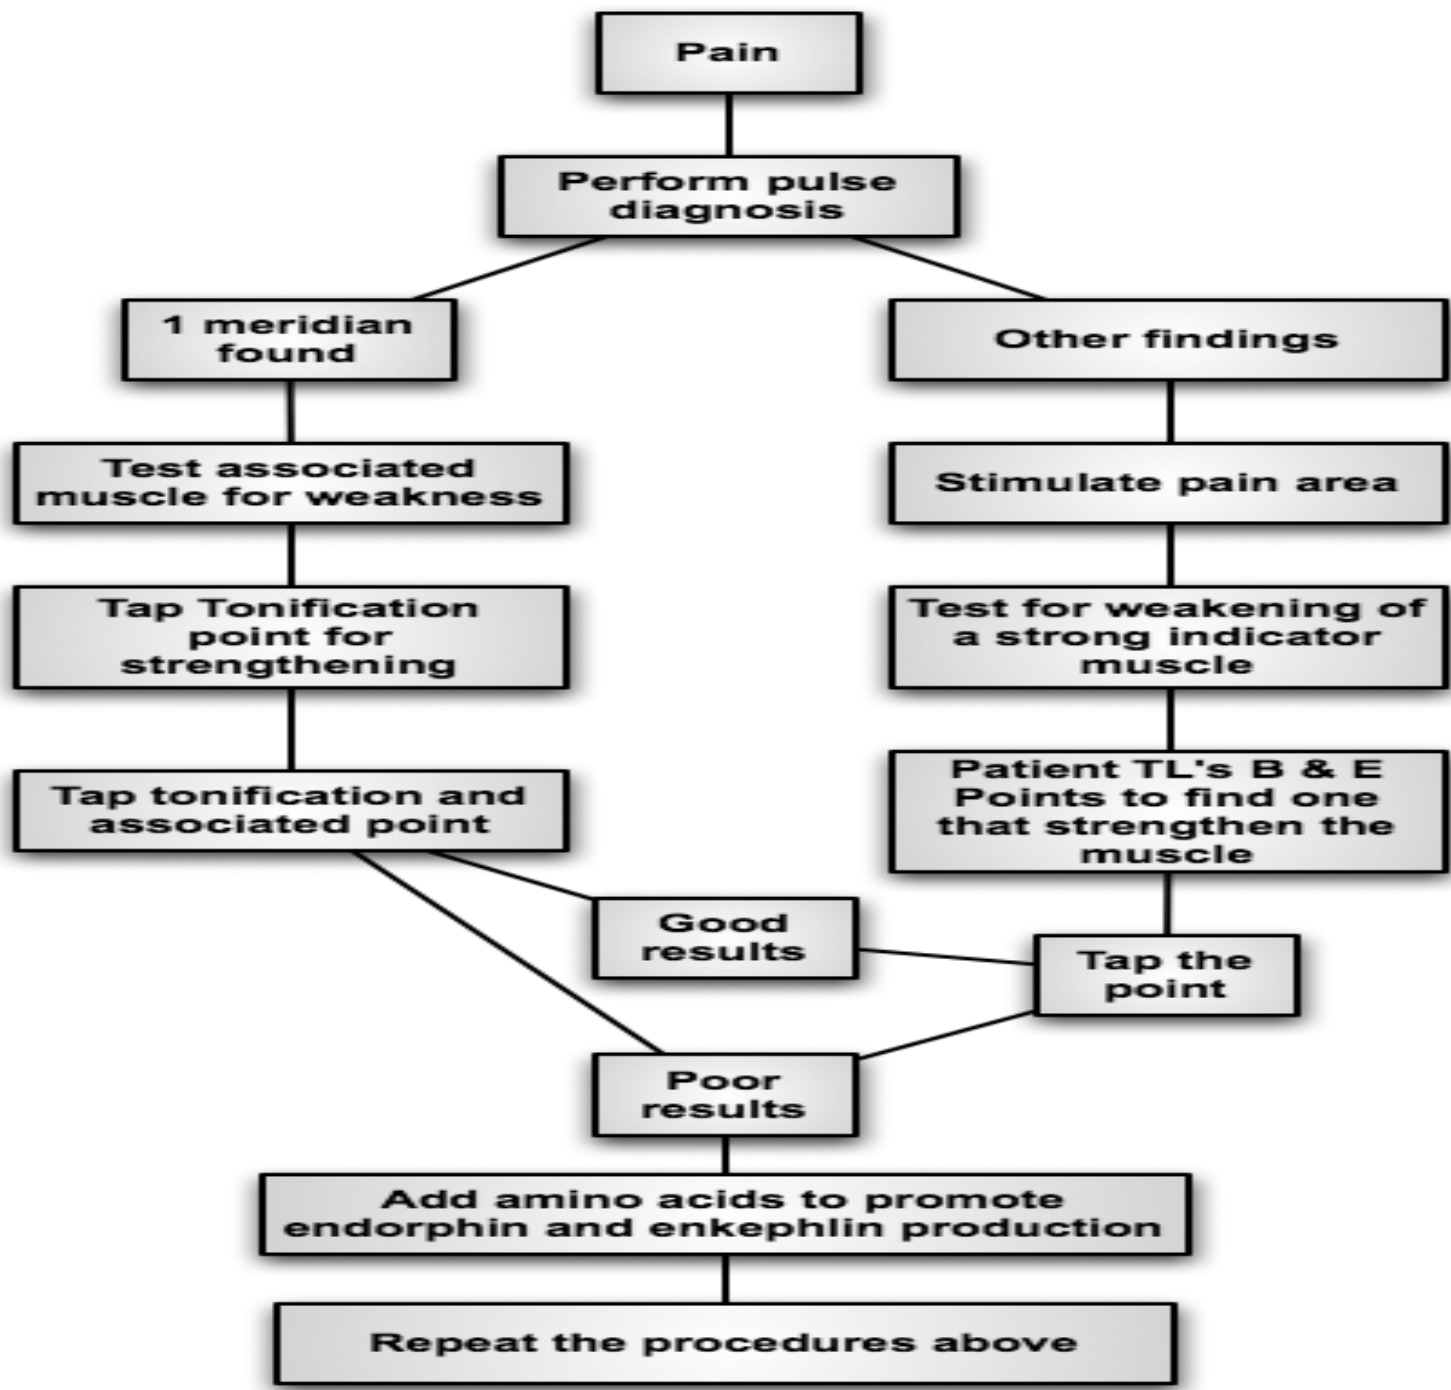 Pain
Perform pulse
diagnosis
1 meridian
found
Other findings
Test associated
muscle for weakness
Stimulate pain area
Tap Tonification
point for
strengthening
Test for weakening of
a strong indicator
muscle
Tap tonification and
associated point
Patient TL's B & E
Points to find one
that strengthen the
muscle
Good
results
Tap the
point
Poor
results
Add amino acids to promote
endorphin and enkephlin production
Repeat the procedures above